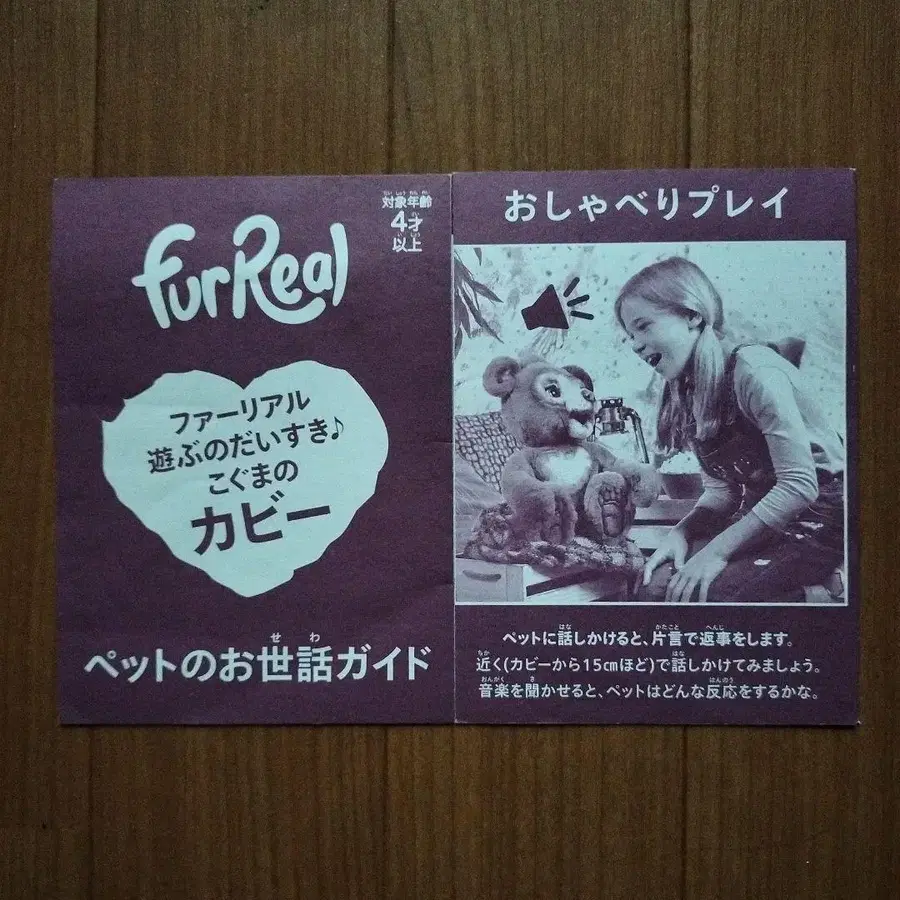 対象年齢
4才
以上
furReal
ファーリアル
遊ぶのだいすき♪
こぐまの
カビー
ペットのお世話ガイド
おしゃべりプレイ
ペットに話しかけると、片言で返事をします。
近く(カビーから15cmほど)で話しかけてみましょう。
音楽を聞かせると、ペットはどんな反応をするかな。